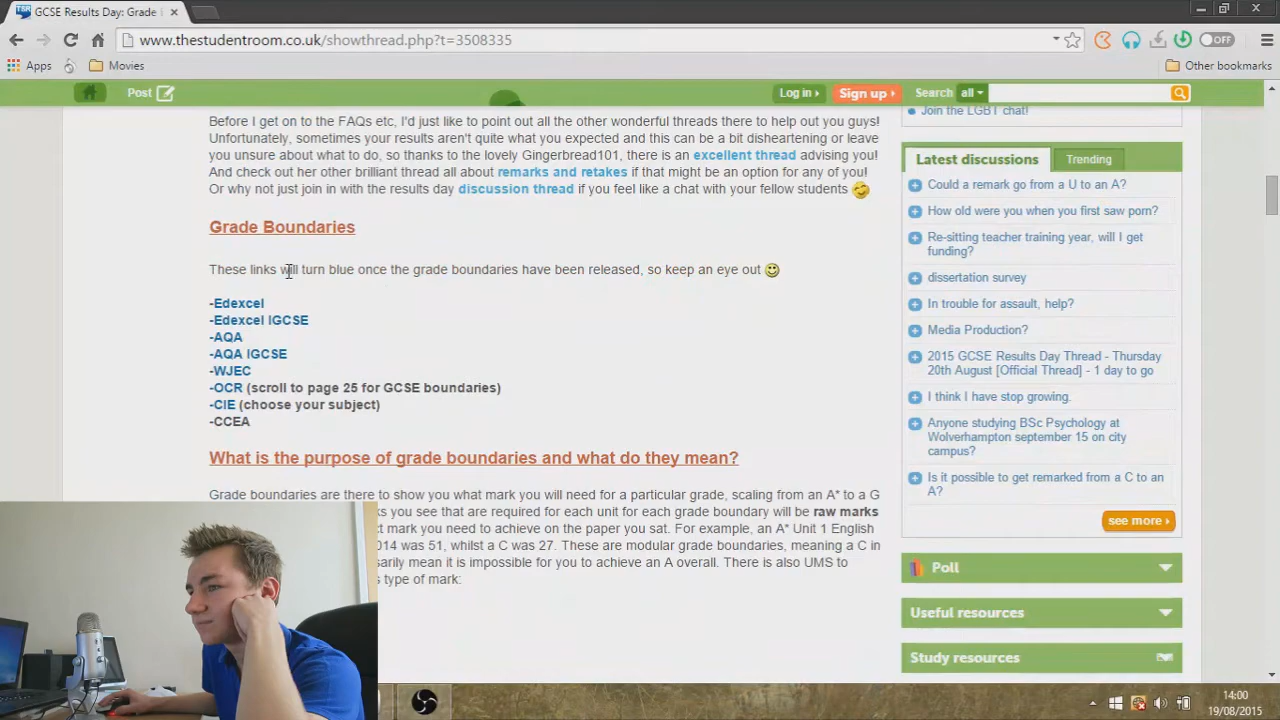 GCSE Results Day: Grade
www.thestudentroom.co.uk/showthread.php?t=3508335
OFF
Apps
Movies
Other bookmarks
Post
Log in
Sign up
Search
all
Before I get on to the FAQs etc, I'd just like to point out all the other wonderful threads there to help out you guys!
Unfortunately, sometimes your results aren't quite what you expected and this can be a bit disheartening or leave
you unsure about what to do, so thanks to the lovely Gingerbread101, there is an excellent thread advising you!
And check out her other brilliant thread all about remarks and retakes if that might be an option for any of you!
Or why not just join in with the results day discussion thread if you feel like a chat with your fellow students
Grade Boundaries
These links will turn blue once the grade boundaries have been released, so keep an eye out
-Edexcel
-Edexcel IGCSE
-AQA
-AQA IGCSE
-WJEC
-OCR (scroll to page 25 for GCSE boundaries)
-CIE (choose your subject)
-CCEA
What is the purpose of grade boundaries and what do they mean?
Grade boundaries are there to show you what mark you will need for a particular grade, scaling from an A* to a G
ks you see that are required for each unit for each grade boundary will be raw marks
ct mark you need to achieve on the paper you sat. For example, an A* Unit 1 English
014 was 51, whilst a C was 27. These are modular grade boundaries, meaning a C in
sarily mean it is impossible for you to achieve an A overall. There is also UMS to
s type of mark:
Join the LGBT chat!
Latest discussions
Trending
Could a remark go from a U to an A?
How old were you when you first saw porn?
Re-sitting teacher training year, will I get
funding?
dissertation survey
In trouble for assault, help?
Media Production?
2015 GCSE Results Day Thread - Thursday
20th August [Official Thread] - 1 day to go
I think I have stop growing.
Anyone studying BSc Psychology at
Wolverhampton september 15 on city
campus?
Is it possible to get remarked from a C to an
A?
see more
Poll
Useful resources
Study resources
14:00
19/08/2015